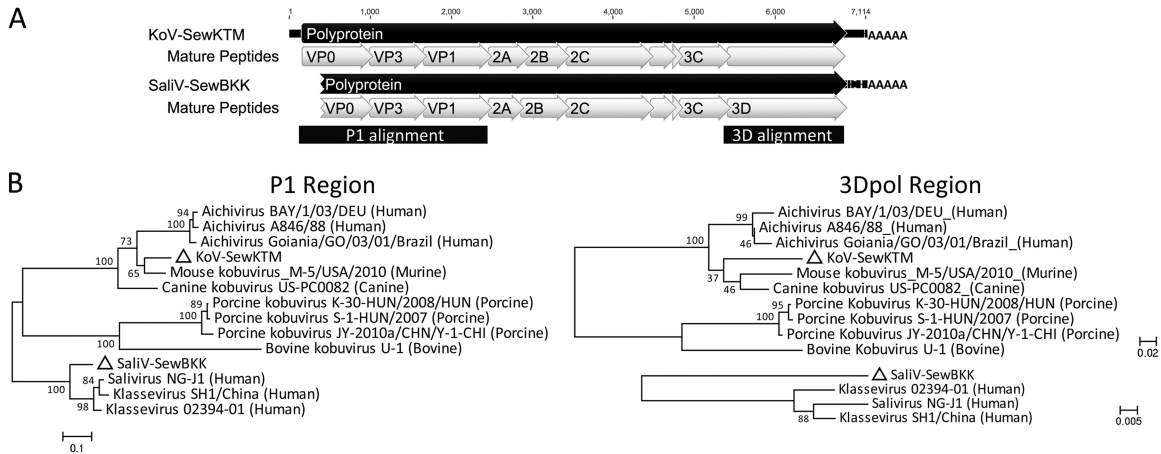 A
1 1,000 2,000 3,000 4,000 5,000 6,000 7,114
KoV-SewKTM Polyprotein AAAAA
Mature Peptides VP0 VP3 VP1 2A 2B 2C 3C
SaliV-SewBKK Polyprotein AAAAA
Mature Peptides VP0 VP3 VP1 2A 2B 2C 3C 3D
P1 alignment 3D alignment
B
P1 Region
94 Aichivirus BAY/1/03/DEU (Human)
100 Aichivirus A846/88 (Human)
Aichivirus Goiania/GO/03/01/Brazil (Human)
73
KoV-SewKTM
100
65 Mouse kobuvirus_M-5/USA/2010 (Murine)
Canine kobuvirus US-PC0082 (Canine)
89 Porcine kobuvirus K-30-HUN/2008/HUN (Porcine)
100 Porcine kobuvirus S-1-HUN/2007 (Porcine)
Porcine kobuvirus JY-2010a/CHN/Y-1-CHI (Porcine)
100 Bovine kobuvirus U-1 (Bovine)
SaliV-SewBKK
84 Salivirus NG-J1 (Human)
100 Klassevirus SH1/China (Human)
98 Klassevirus 02394-01 (Human)
0.1
3Dpol Region
99 Aichivirus BAY/1/03/DEU_(Human)
Aichivirus A846/88_(Human)
100 46 Aichivirus Goiania/GO/03/01/Brazil_(Human)
KoV-SewKTM
37 Mouse kobuvirus_M-5/USA/2010_(Murine)
46 Canine kobuvirus US-PC0082_(Canine)
95 Porcine kobuvirus K-30-HUN/2008/HUN (Porcine)
100 Porcine kobuvirus S-1-HUN/2007 (Porcine)
Porcine kobuvirus JY-2010a/CHN/Y-1-CHI (Porcine)
Bovine Kobuvirus U-1 (Bovine)
0.02
SaliV-SewBKK
Klassevirus 02394-01 (Human)
Salivirus NG-J1 (Human)
88 Klassevirus SH1/China (Human)
0.005